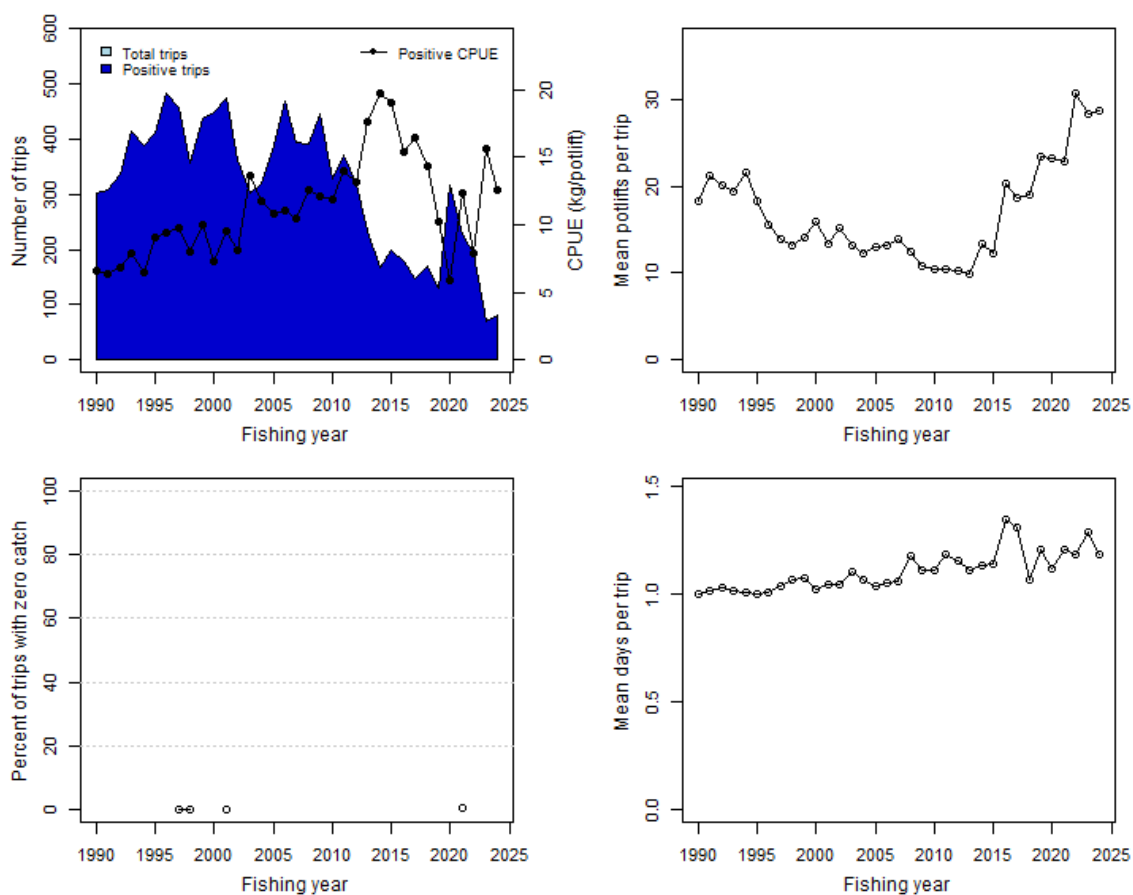 600
500
400
300
200
100
0
Number of trips
Total trips
Positive trips
Positive CPUE
20
15
10
5
0
CPUE (kg/potlift)
1990 1995 2000 2005 2010 2015 2020 2025
Fishing year
30
20
10
0
Mean potlifts per trip
1990 1995 2000 2005 2010 2015 2020 2025
Fishing year
100
80
60
40
20
0
Percent of trips with zero catch
1990 1995 2000 2005 2010 2015 2020 2025
Fishing year
1.5
1.0
0.5
0.0
Mean days per trip
1990 1995 2000 2005 2010 2015 2020 2025
Fishing year